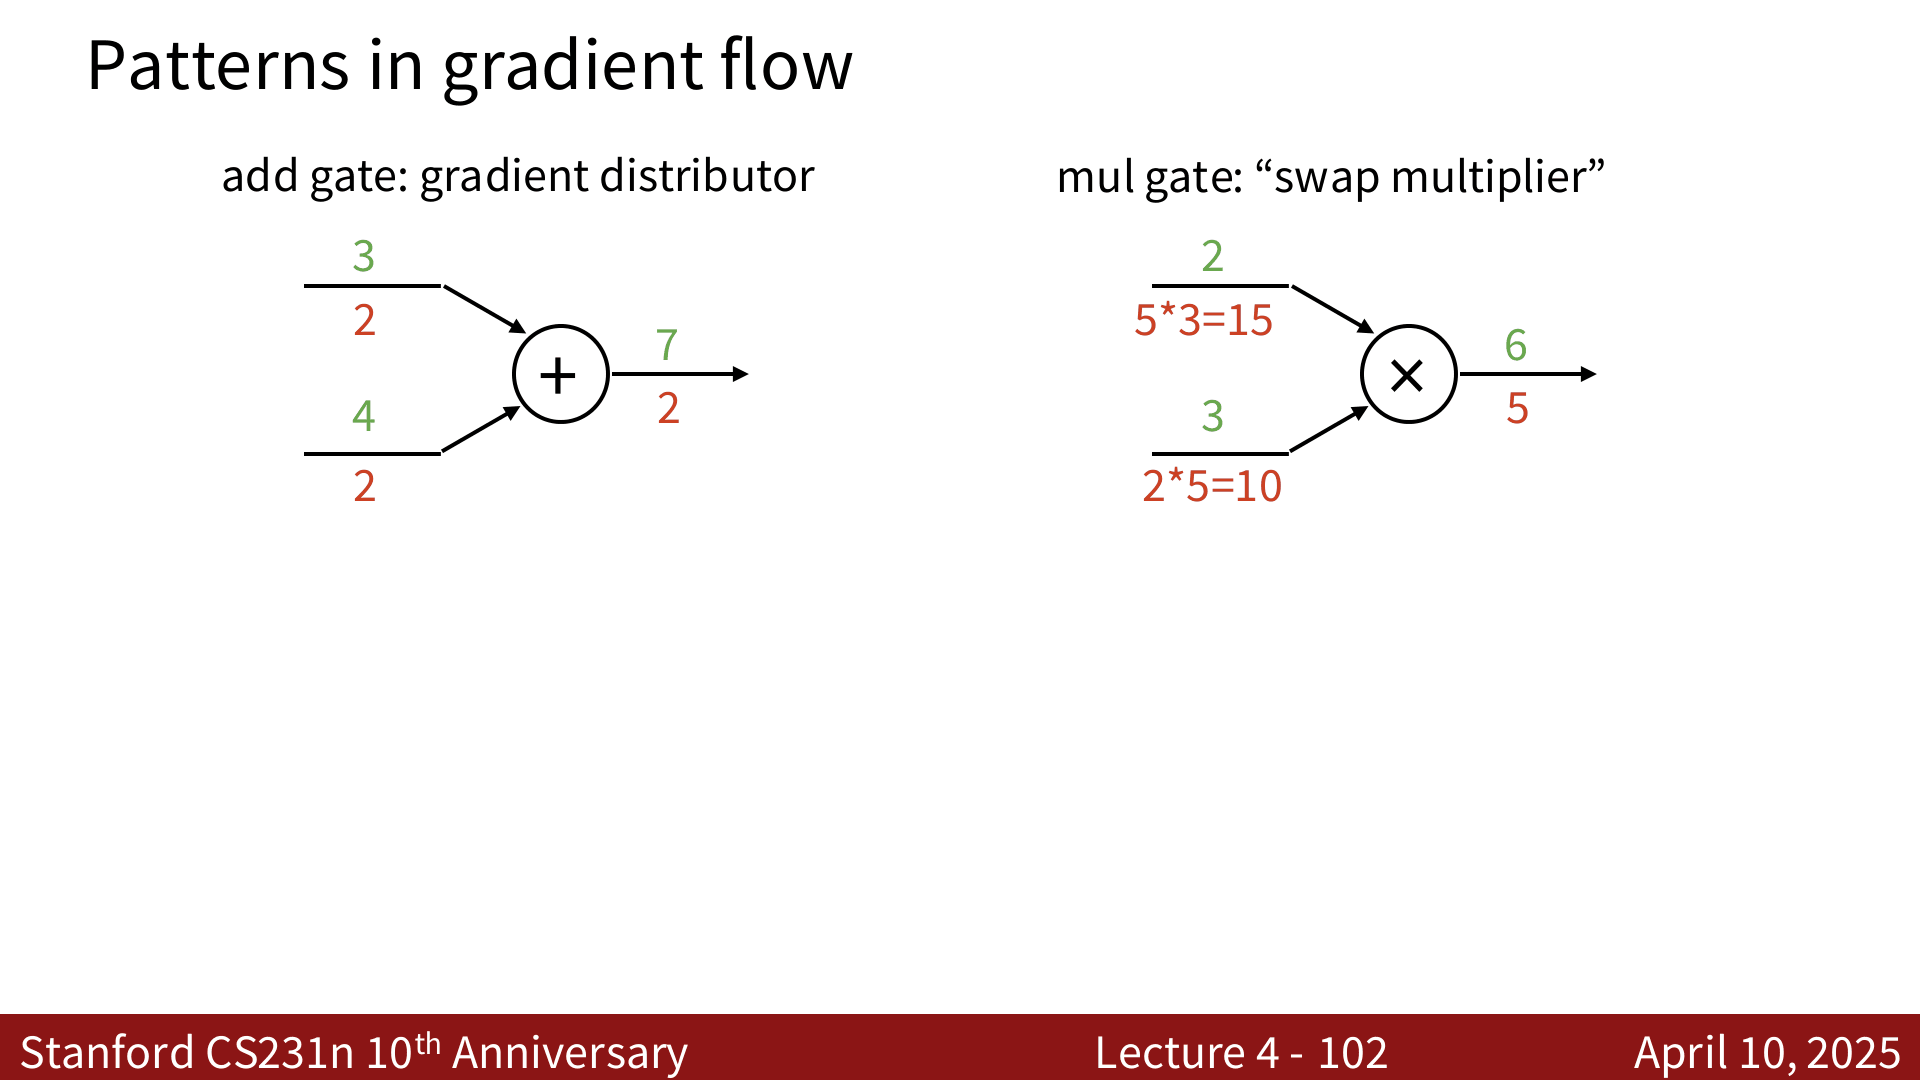 Patterns in gradient flow
add gate: gradient distributor
3
2
+
7
2
4
2
mul gate: “swap multiplier”
2
5*3=15
×
6
5
3
2*5=10
Stanford CS231n 10th Anniversary
Lecture 4 - 102
April 10, 2025